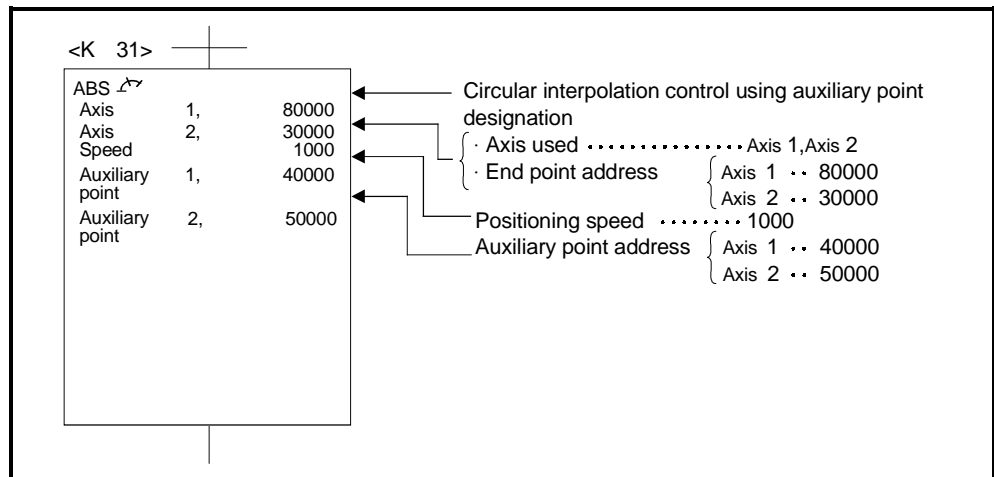 <K 31>
ABS
Axis 1, 80000
Axis 2, 30000
Speed 1000
Auxiliary point 1, 40000
Auxiliary point 2, 50000
Circular interpolation control using auxiliary point
designation
· Axis used ··············· Axis 1,Axis 2
· End point address
Axis 1 ·· 80000
Axis 2 ·· 30000
Positioning speed ········ 1000
Auxiliary point address
Axis 1 ·· 40000
Axis 2 ·· 50000